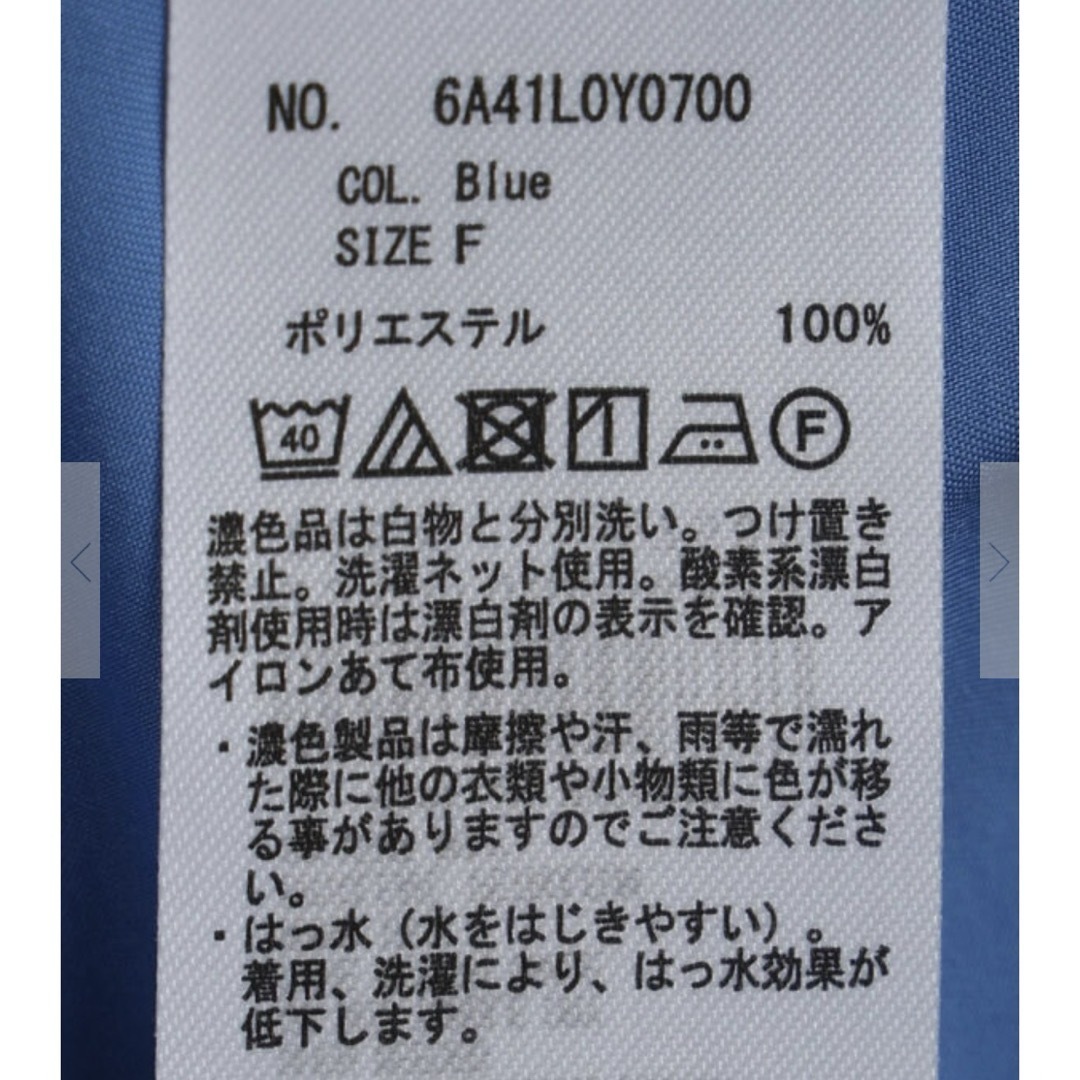 NO. 6A41L0Y0700
COL. Blue
SIZE F
ポリエステル 100%
40 F
濃色品は白物と分別洗い。つけ置き
禁止。洗濯ネット使用。酸素系漂白
剤使用時は漂白剤の表示を確認。ア
イロンあて布使用。
・濃色製品は摩擦や汗、雨等で濡れ
た際に他の衣類や小物類に色が移
る事がありますのでご注意くださ
い。
・はっ水（水をはじきやすい）。
着用、洗濯により、はっ水効果が
低下します。